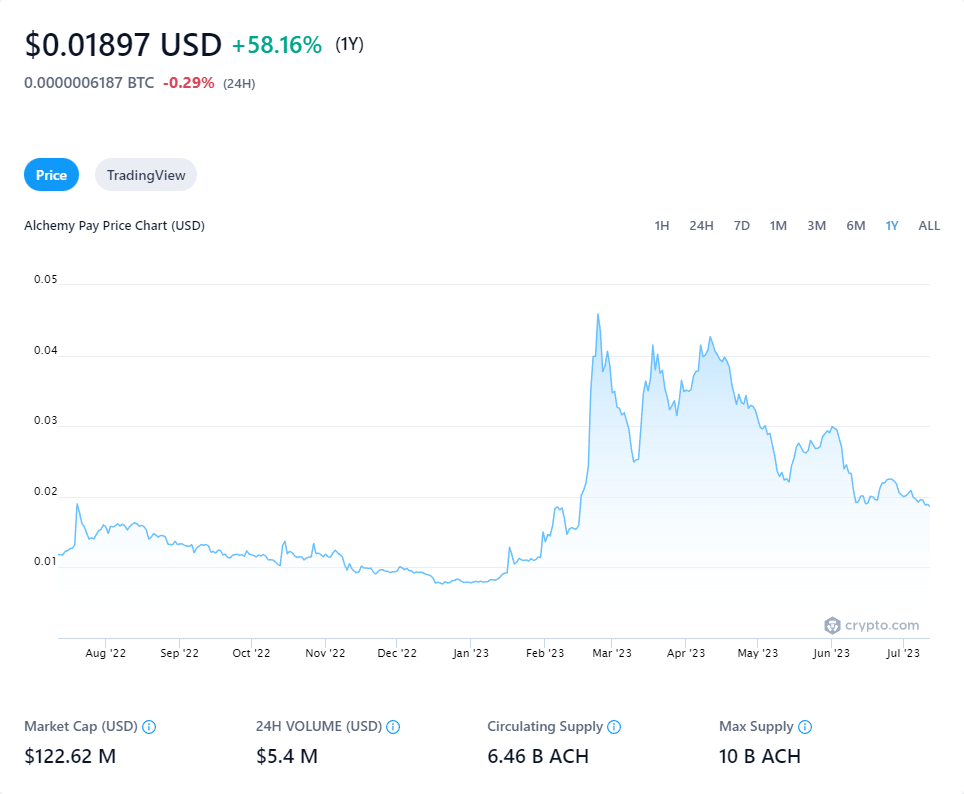 $0.01897 USD +58.16% (1Y)
0.0000006187 BTC -0.29% (24H)
Price TradingView
Alchemy Pay Price Chart (USD) 1H 24H 7D 1M 3M 6M 1Y ALL
0.05
0.04
0.03
0.02
0.01
crypto.com
Aug '22 Sep '22 Oct '22 Nov '22 Dec '22 Jan '23 Feb '23 Mar '23 Apr '23 May '23 Jun '23 Jul '23
Market Cap (USD) 24H VOLUME (USD) Circulating Supply Max Supply
$122.62 M $5.4 M 6.46 B ACH 10 B ACH